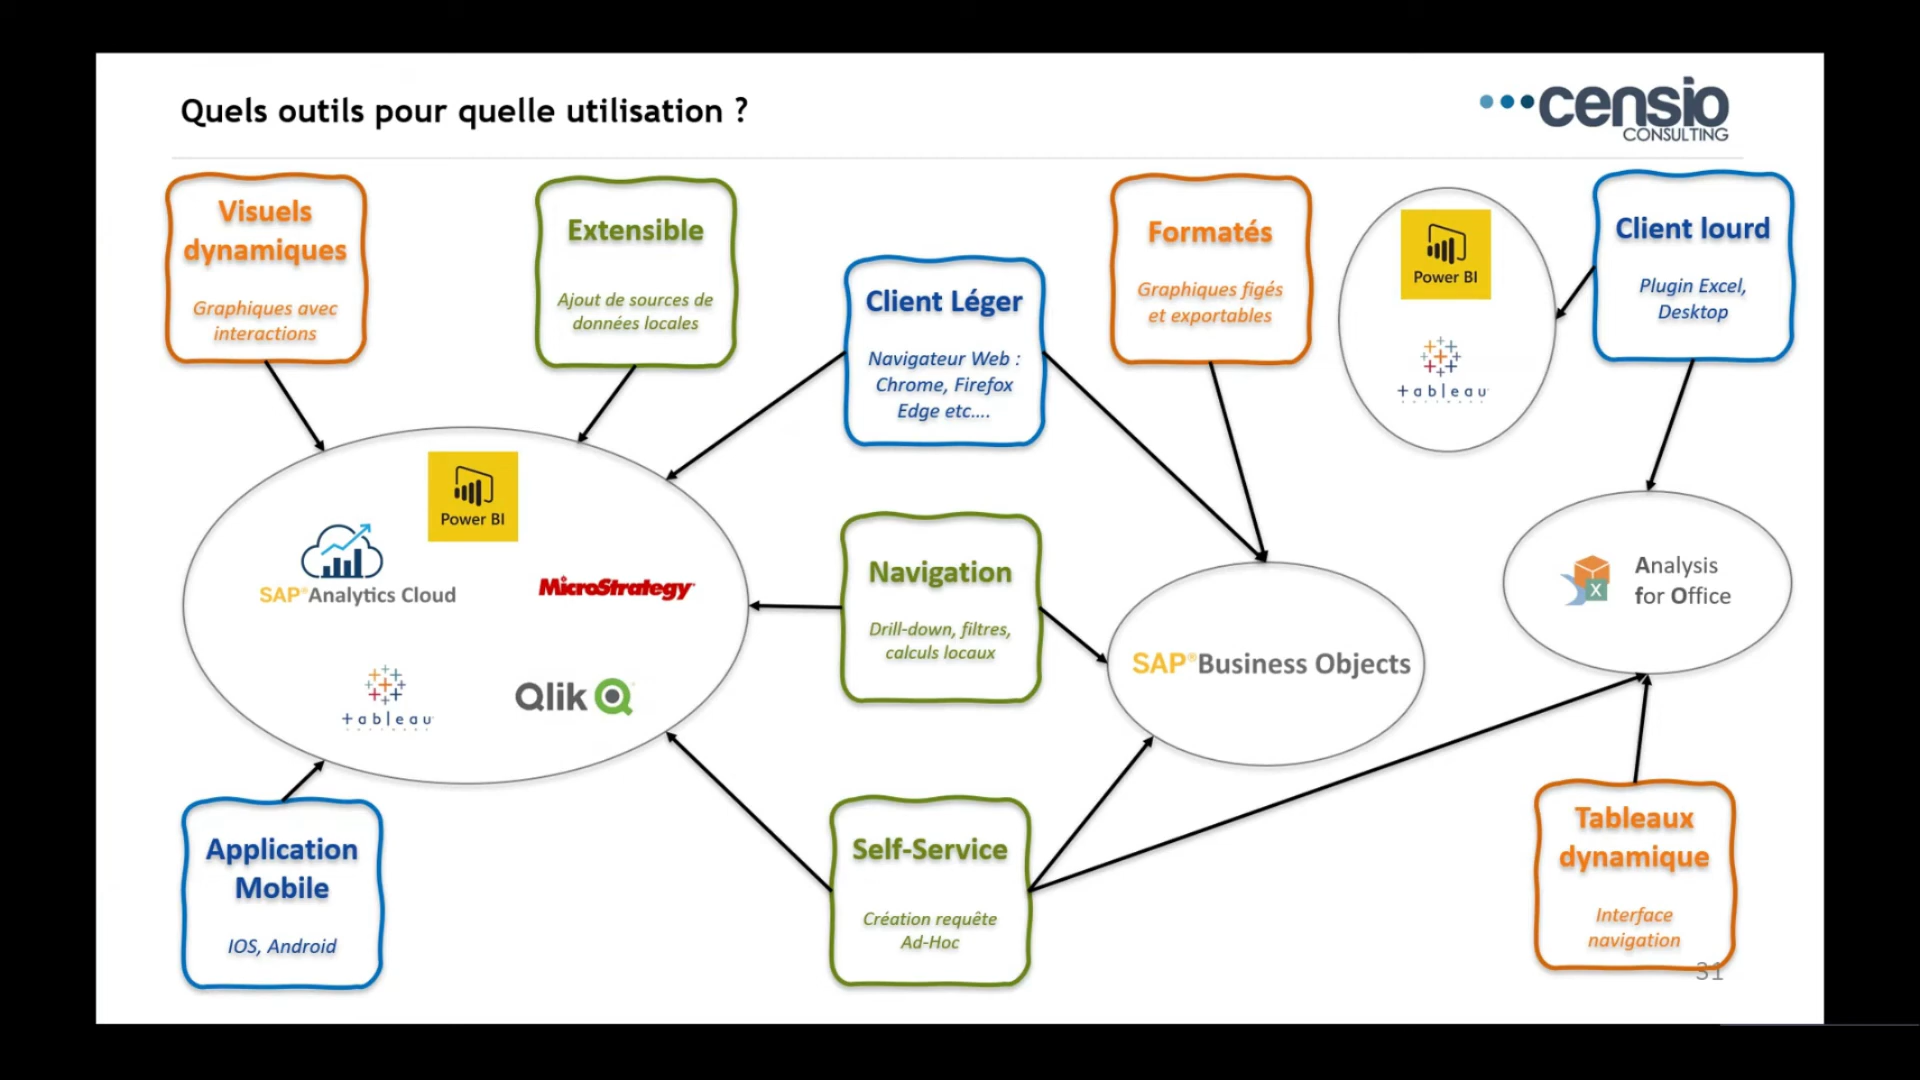 Quels outils pour quelle utilisation ?
censio
CONSULTING
Visuels
dynamiques
Graphiques avec
interactions
Extensible
Ajout de sources de
données locales
Client Léger
Navigateur Web :
Chrome, Firefox
Edge etc....
Formatés
Graphiques figés
et exportables
Power BI
+ableau
Client lourd
Plugin Excel,
Desktop
Power BI
SAP® Analytics Cloud
MicroStrategy
+ableau
Qlik
Navigation
Drill-down, filtres,
calculs locaux
SAP® Business Objects
Analysis
for Office
Application
Mobile
IOS, Android
Self-Service
Création requête
Ad-Hoc
Tableaux
dynamique
Interface
navigation
31